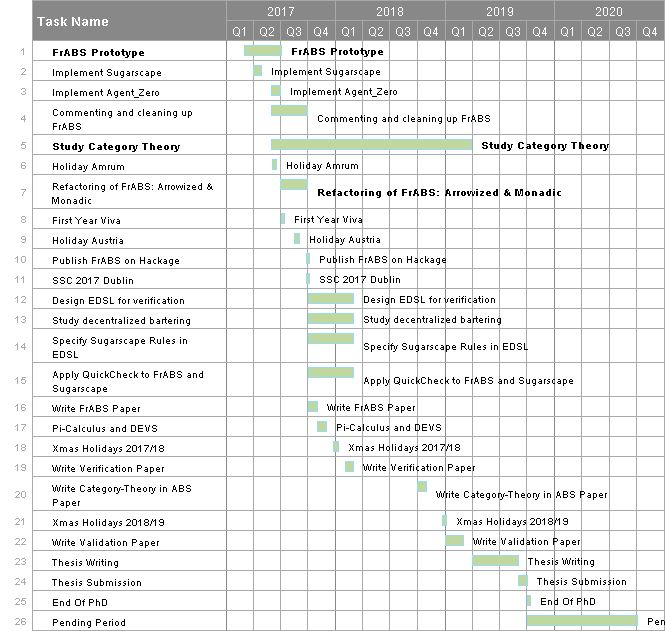 Task Name
2017 2018 2019 2020
Q1 Q2 Q3 Q4 Q1 Q2 Q3 Q4 Q1 Q2 Q3 Q4 Q1 Q2 Q3 Q4
1 FrABS Prototype FrABS Prototype
2 Implement Sugarscape Implement Sugarscape
3 Implement Agent_Zero Implement Agent_Zero
4 Commenting and cleaning up
FrABS
Commenting and cleaning up FrABS
5 Study Category Theory Study Category Theory
6 Holiday Amrum Holiday Amrum
7 Refactoring of FrABS: Arrowized &
Monadic
Refactoring of FrABS: Arrowized & Monadic
8 First Year Viva First Year Viva
9 Holiday Austria Holiday Austria
10 Publish FrABS on Hackage Publish FrABS on Hackage
11 SSC 2017 Dublin SSC 2017 Dublin
12 Design EDSL for verification Design EDSL for verification
13 Study decentralized bartering Study decentralized bartering
14 Specify Sugarscape Rules in
EDSL
Specify Sugarscape Rules in EDSL
15 Apply QuickCheck to FrABS and
Sugarscape
Apply QuickCheck to FrABS and Sugarscape
16 Write FrABS Paper Write FrABS Paper
17 Pi-Calculus and DEVS Pi-Calculus and DEVS
18 Xmas Holidays 2017/18 Xmas Holidays 2017/18
19 Write Verification Paper Write Verification Paper
20 Write Category-Theory in ABS
Paper
Write Category-Theory in ABS Paper
21 Xmas Holidays 2018/19 Xmas Holidays 2018/19
22 Write Validation Paper Write Validation Paper
23 Thesis Writing Thesis Writing
24 Thesis Submission Thesis Submission
25 End Of PhD End Of PhD
26 Pending Period Pen